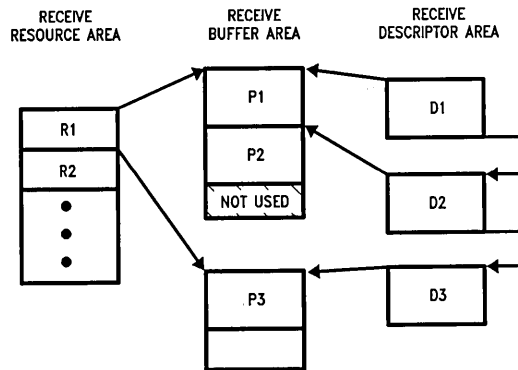 RECEIVE
RESOURCE AREA
RECEIVE
BUFFER AREA
RECEIVE
DESCRIPTOR AREA
R1
R2
P1
P2
NOT USED
P3
D1
D2
D3